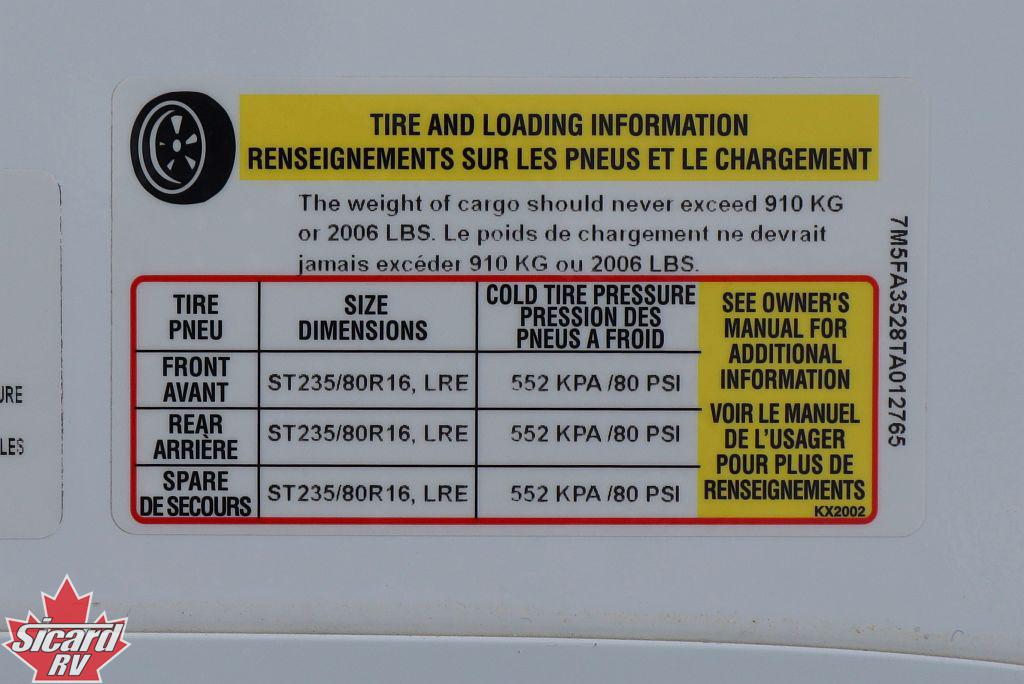 TIRE AND LOADING INFORMATION
RENSEIGNEMENTS SUR LES PNEUS ET LE CHARGEMENT
The weight of cargo should never exceed 910 KG
or 2006 LBS. Le poids de chargement ne devrait
jamais excéder 910 KG ou 2006 LBS.
TIRE
PNEU
SIZE
DIMENSIONS
COLD TIRE PRESSURE
PRESSION DES
PNEUS A FROID
FRONT
AVANT
ST235/80R16, LRE
552 KPA /80 PSI
REAR
ARRIÈRE
ST235/80R16, LRE
552 KPA /80 PSI
SPARE
DE SECOURS
ST235/80R16, LRE
552 KPA /80 PSI
SEE OWNER'S
MANUAL FOR
ADDITIONAL
INFORMATION
VOIR LE MANUEL
DE L'USAGER
POUR PLUS DE
RENSEIGNEMENTS
KX2002
7M5FA3528TA012765
URE
LES
Sicard
RV